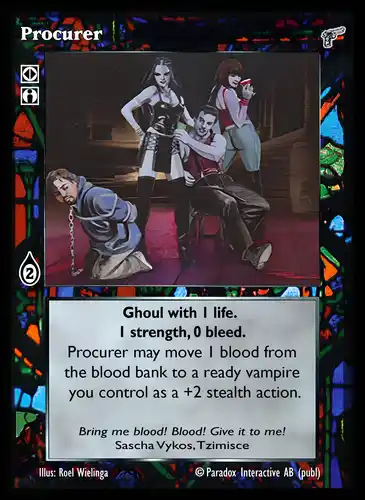 Procurer
2
Ghoul with 1 life.
1 strength, 0 bleed.
Procurer may move 1 blood from
the blood bank to a ready vampire
you control as a +2 stealth action.
Bring me blood! Blood! Give it to me!
Sascha Vykos, Tzimisce
Illus: Roel Wielinga © Paradox Interactive AB (publ)